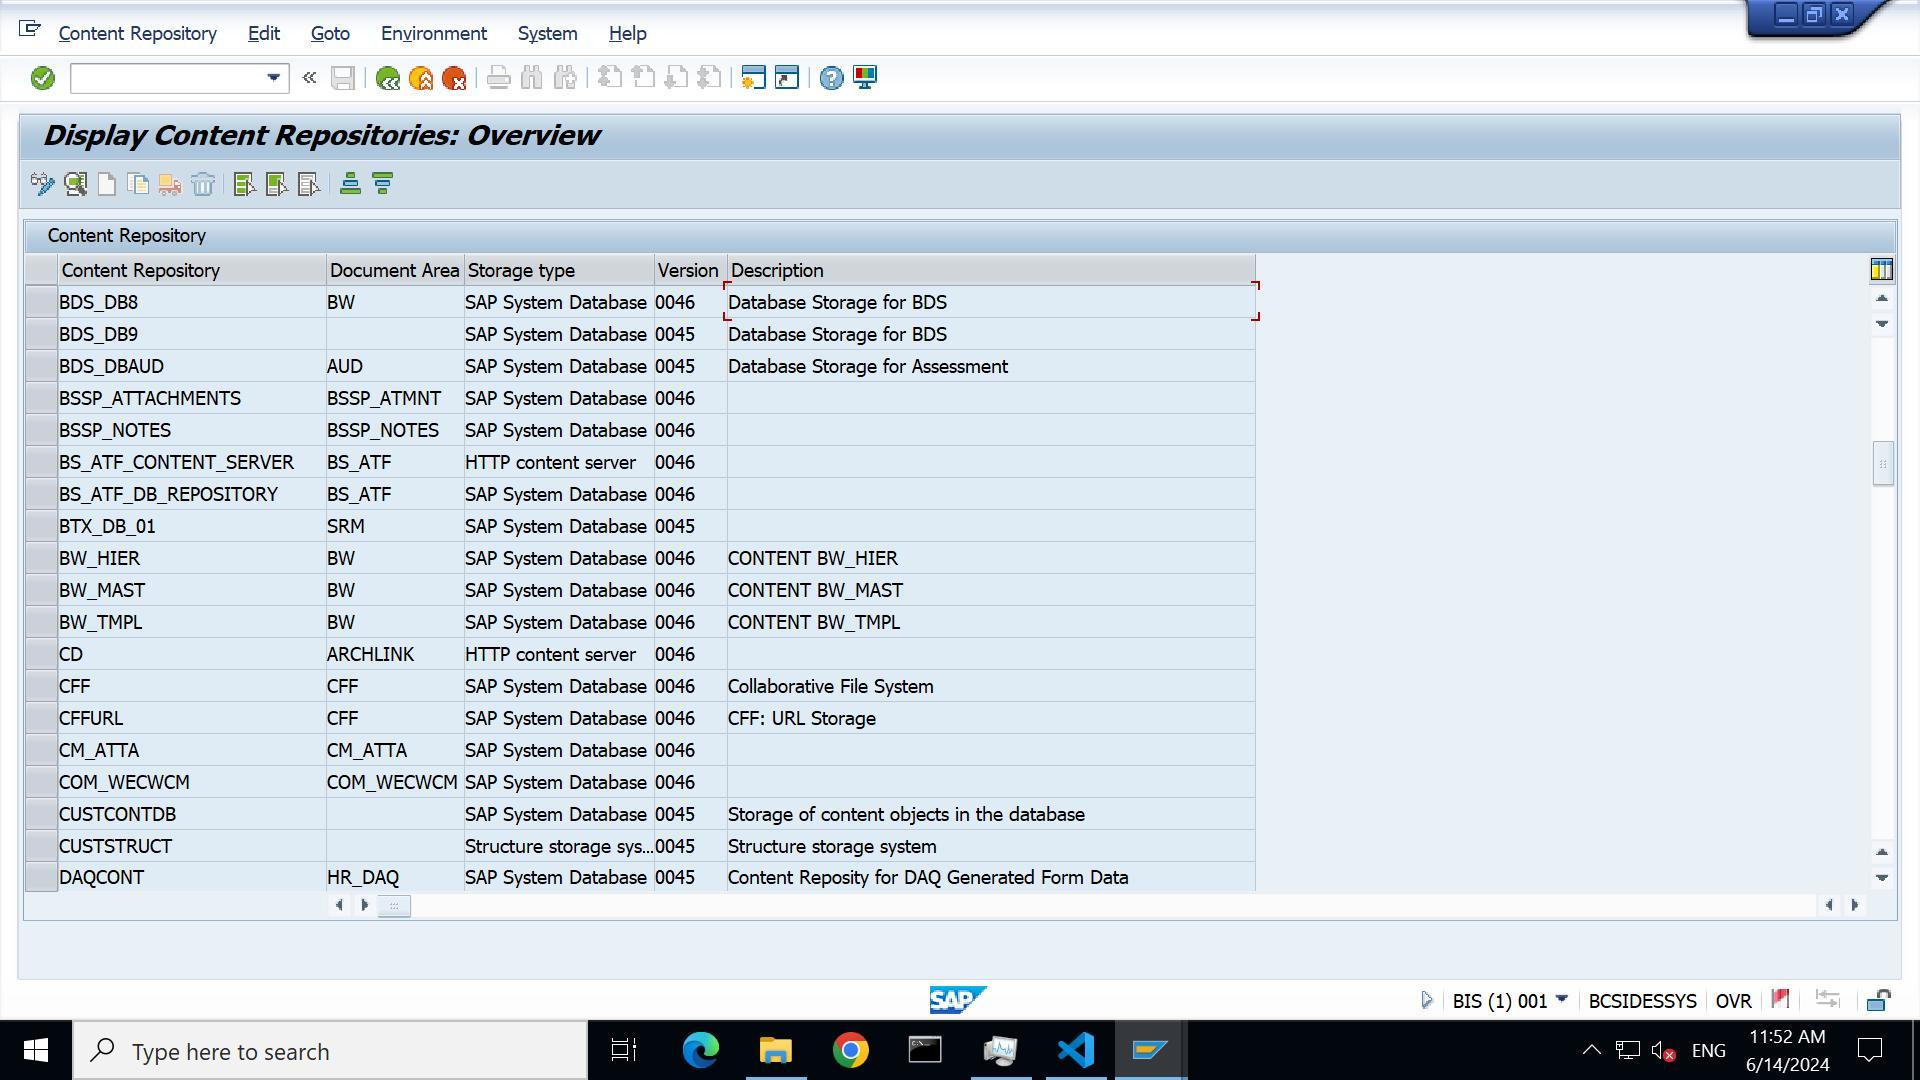 Content Repository Edit Goto Environment System Help
Display Content Repositories: Overview
Content Repository
Content Repository Document Area Storage type Version Description
BDS_DB8 BW SAP System Database 0046 Database Storage for BDS
BDS_DB9 SAP System Database 0045 Database Storage for BDS
BDS_DBAUD AUD SAP System Database 0045 Database Storage for Assessment
BSSP_ATTACHMENTS BSSP_ATMNT SAP System Database 0046
BSSP_NOTES BSSP_NOTES SAP System Database 0046
BS_ATF_CONTENT_SERVER BS_ATF HTTP content server 0046
BS_ATF_DB_REPOSITORY BS_ATF SAP System Database 0046
BTX_DB_01 SRM SAP System Database 0045
BW_HIER BW SAP System Database 0046 CONTENT BW_HIER
BW_MAST BW SAP System Database 0046 CONTENT BW_MAST
BW_TMPL BW SAP System Database 0046 CONTENT BW_TMPL
CD ARCHLINK HTTP content server 0046
CFF CFF SAP System Database 0046 Collaborative File System
CFFURL CFF SAP System Database 0046 CFF: URL Storage
CM_ATTA CM_ATTA SAP System Database 0046
COM_WECWCM COM_WECWCM SAP System Database 0046
CUSTCONTDB SAP System Database 0045 Storage of content objects in the database
CUSTSTRUCT Structure storage sys... 0045 Structure storage system
DAQCONT HR_DAQ SAP System Database 0045 Content Reposity for DAQ Generated Form Data
SAP BIS (1) 001 BCSIDESSYS OVR
Type here to search ENG 11:52 AM
6/14/2024